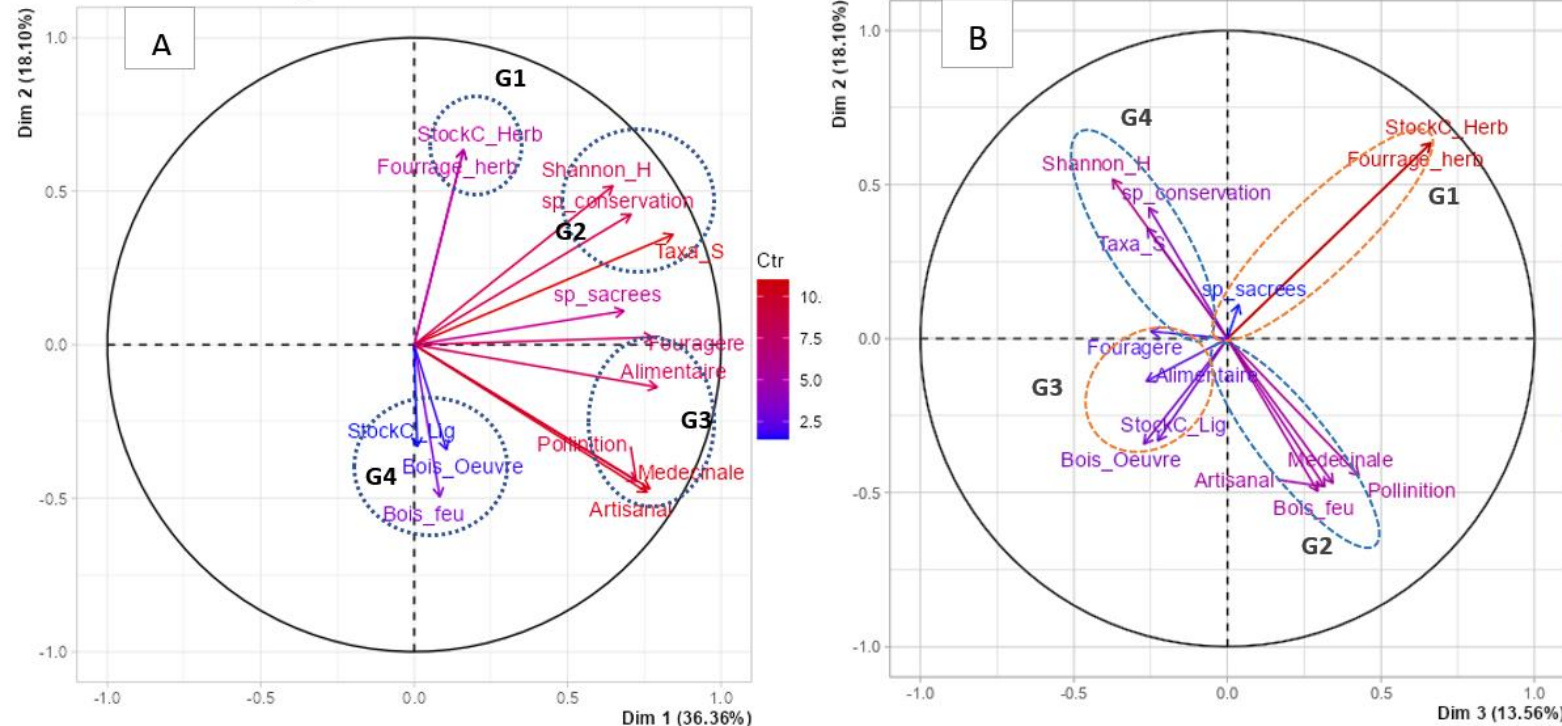 A
Dim 2 (18.10%)
1.0
0.5
0.0
-0.5
-1.0
G1
StockC_Herb
Fourrage_herb
Shannon_H
sp_conservation
G2
Taxa_S
sp_sacrees
Fouragere
Alimentaire
G3
Pollinition
Medecinale
Artisanal
StockC_Lig
Bois_Oeuvre
G4
Bois_feu
-1.0
-0.5
0.0
0.5
1.0
Dim 1 (36.36%)
Ctr
10.
7.5
5.0
2.5
B
Dim 2 (18.10%)
1.0
0.5
0.0
-0.5
-1.0
G4
StockC_Herb
Fourrage_herb
Shannon_H
sp_conservation
G1
Taxa_S
sp_sacrees
Fouragere
Alimentaire
G3
StockC_Lig
Bois_Oeuvre
Medecinale
Artisanal
Pollinition
Bois_feu
G2
-1.0
-0.5
0.0
0.5
1.0
Dim 3 (13.56%)